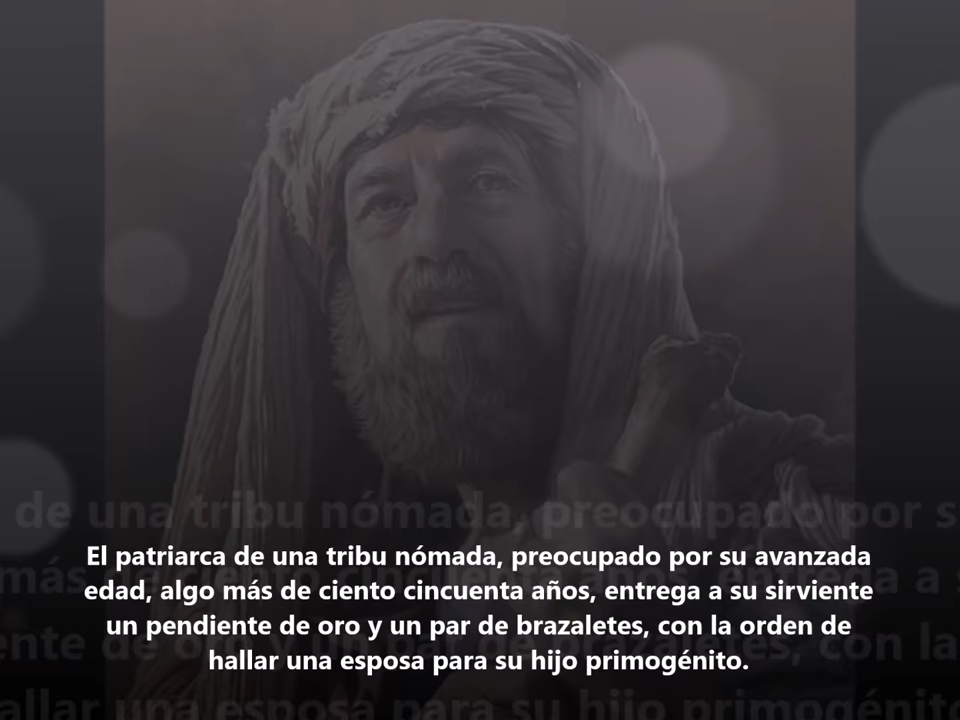 El patriarca de una tribu nómada, preocupado por su avanzada
edad, algo más de ciento cincuenta años, entrega a su sirviente
un pendiente de oro y un par de brazaletes, con la orden de
hallar una esposa para su hijo primogénito.